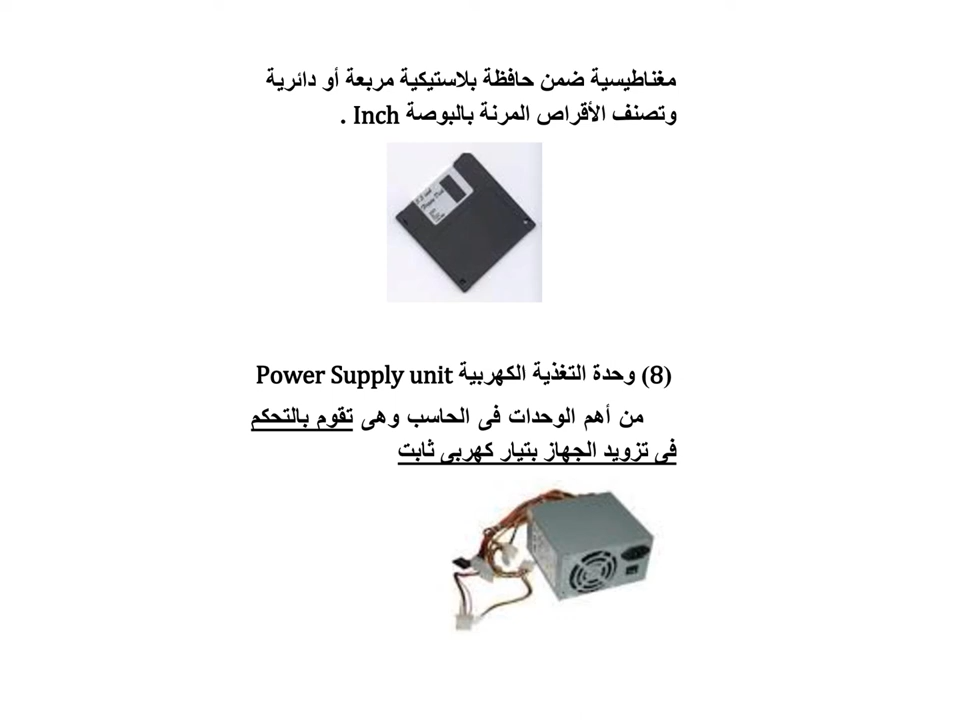 مغناطيسية ضمن حافظة بلاستيكية مربعة أو دائرية
وتصنف الأقراص المرنة بالبوصة Inch .
(8) وحدة التغذية الكهربية Power Supply unit
من أهم الوحدات فى الحاسب وهى تقوم بالتحكم
فى تزويد الجهاز بتيار كهربى ثابت